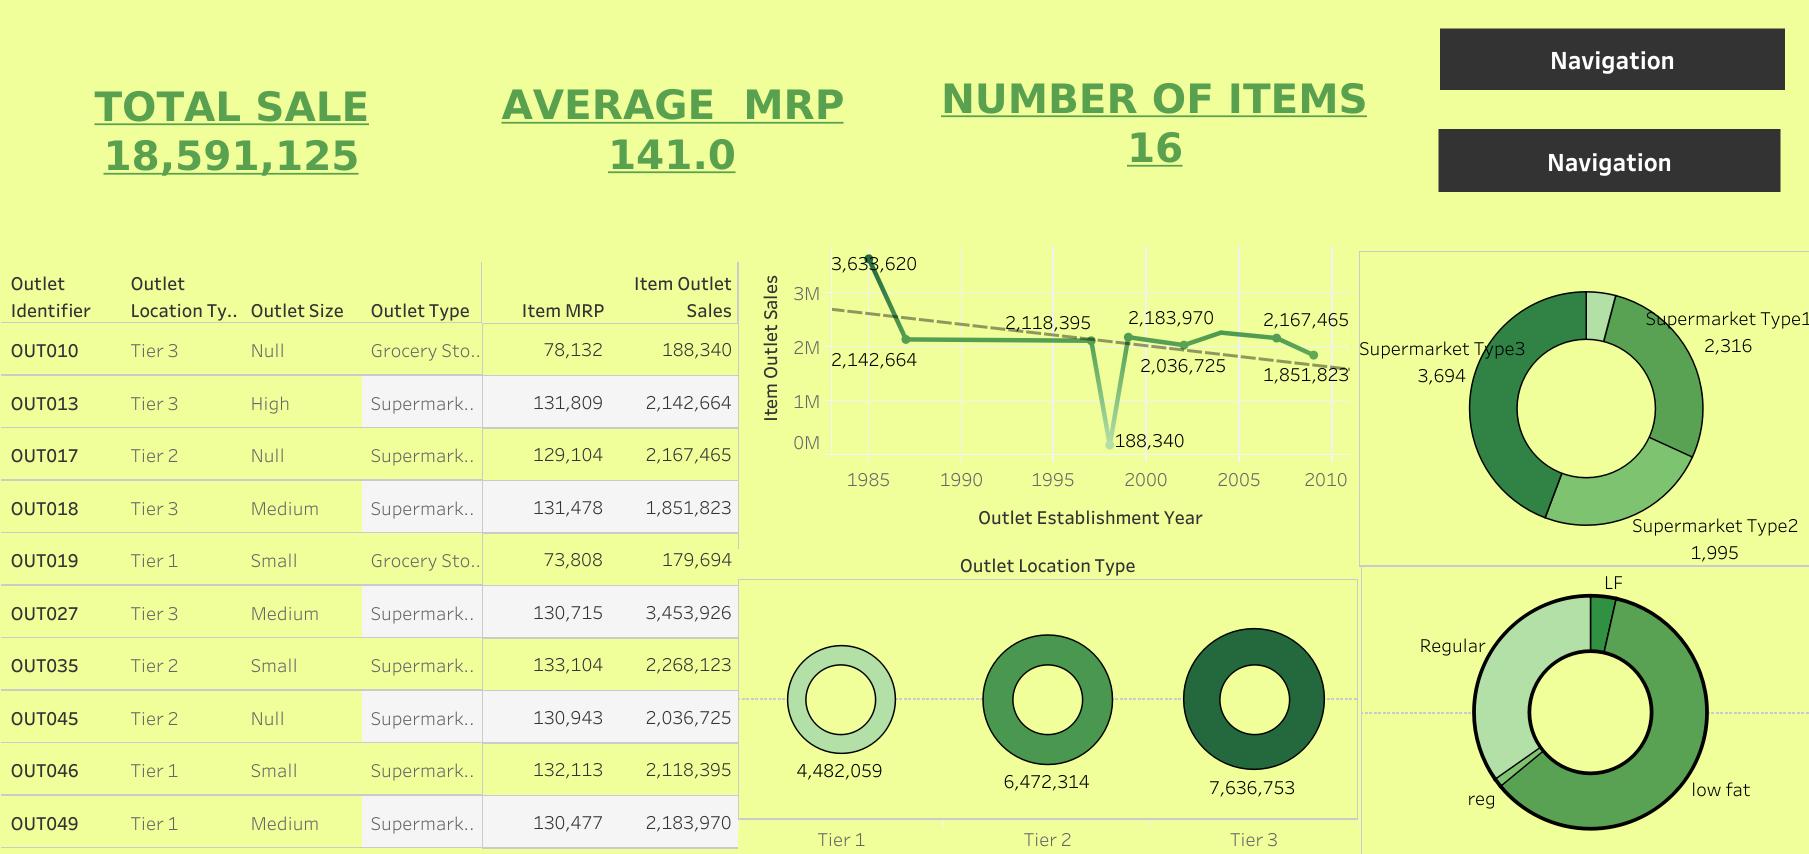 TOTAL SALE
18,591,125
AVERAGE MRP
141.0
NUMBER OF ITEMS
16
Navigation
Navigation
Outlet Identifier Outlet Location Ty.. Outlet Size Outlet Type Item MRP Item Outlet Sales
OUT010 Tier 3 Null Grocery Sto.. 78,132 188,340
OUT013 Tier 3 High Supermark.. 131,809 2,142,664
OUT017 Tier 2 Null Supermark.. 129,104 2,167,465
OUT018 Tier 3 Medium Supermark.. 131,478 1,851,823
OUT019 Tier 1 Small Grocery Sto.. 73,808 179,694
OUT027 Tier 3 Medium Supermark.. 130,715 3,453,926
OUT035 Tier 2 Small Supermark.. 133,104 2,268,123
OUT045 Tier 2 Null Supermark.. 130,943 2,036,725
OUT046 Tier 1 Small Supermark.. 132,113 2,118,395
OUT049 Tier 1 Medium Supermark.. 130,477 2,183,970
Item Outlet Sales
3M
2M
1M
0M
3,633,620
2,142,664
2,118,395
188,340
2,183,970
2,036,725
2,167,465
1,851,823
1985 1990 1995 2000 2005 2010
Outlet Establishment Year
Outlet Location Type
4,482,059
6,472,314
7,636,753
Tier 1 Tier 2 Tier 3
Supermarket Type1
2,316
Supermarket Type3
3,694
Supermarket Type2
1,995
LF
Regular
reg
low fat